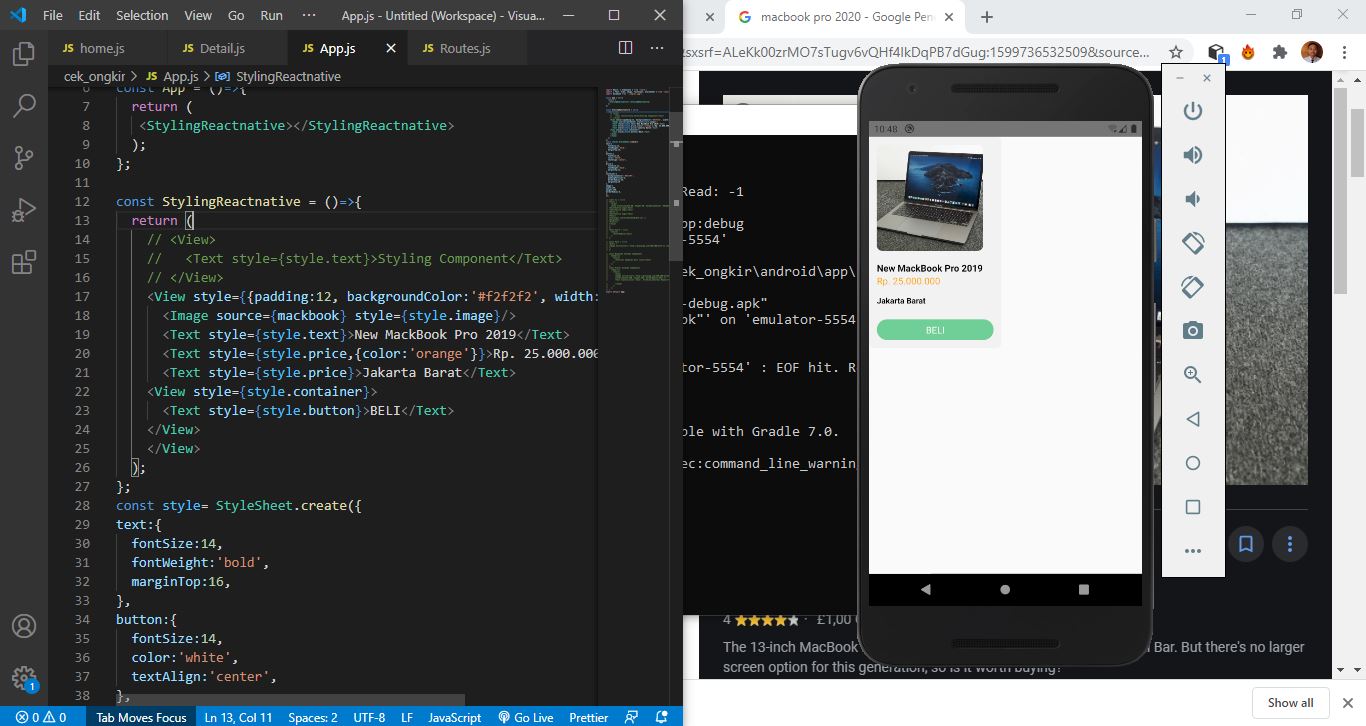 File Edit Selection View Go Run ··· App.js - Untitled (Workspace) - Visua...
JS home.js JS Detail.js JS App.js JS Routes.js
cek_ongkir > JS App.js > StylingReactnative
6 const App = ()=>{
7 return (
8 <StylingReactnative></StylingReactnative>
9 );
10 };
11
12 const StylingReactnative = ()=>{
13 return (
14 // <View>
15 // <Text style={style.text}>Styling Component</Text>
16 // </View>
17 <View style={{padding:12, backgroundColor:'#f2f2f2', width:
18 <Image source={mackbook} style={style.image}/>
19 <Text style={style.text}>New MackBook Pro 2019</Text>
20 <Text style={style.price,{color:'orange'}}>Rp. 25.000.000
21 <Text style={style.price}>Jakarta Barat</Text>
22 <View style={style.container}>
23 <Text style={style.button}>BELI</Text>
24 </View>
25 </View>
26 );
27 };
28 const style= StyleSheet.create({
29 text:{
30 fontSize:14,
31 fontWeight:'bold',
32 marginTop:16,
33 },
34 button:{
35 fontSize:14,
36 color:'white',
37 textAlign:'center',
38 },
1
0 0 Tab Moves Focus Ln 13, Col 11 Spaces: 2 UTF-8 LF JavaScript Go Live Prettier
macbook pro 2020 - Google Pen
sxsrf=ALeKk00zrMO7sTugv6vQHf4lkDqPB7dGug:1599736532509&source...
1
Read: -1
pp:debug
-5554'
ek_ongkir\android\app\
-debug.apk"
pk"' on 'emulator-5554
tor-5554' : EOF hit. R
ble with Gradle 7.0.
ec:command_line_warnin
10:48
New MackBook Pro 2019
Rp. 25.000.000
Jakarta Barat
BELI
4 · £1,00
The 13-inch MacBook Bar. But there's no larger
screen option for this generation, so is it worth buying?
Show all